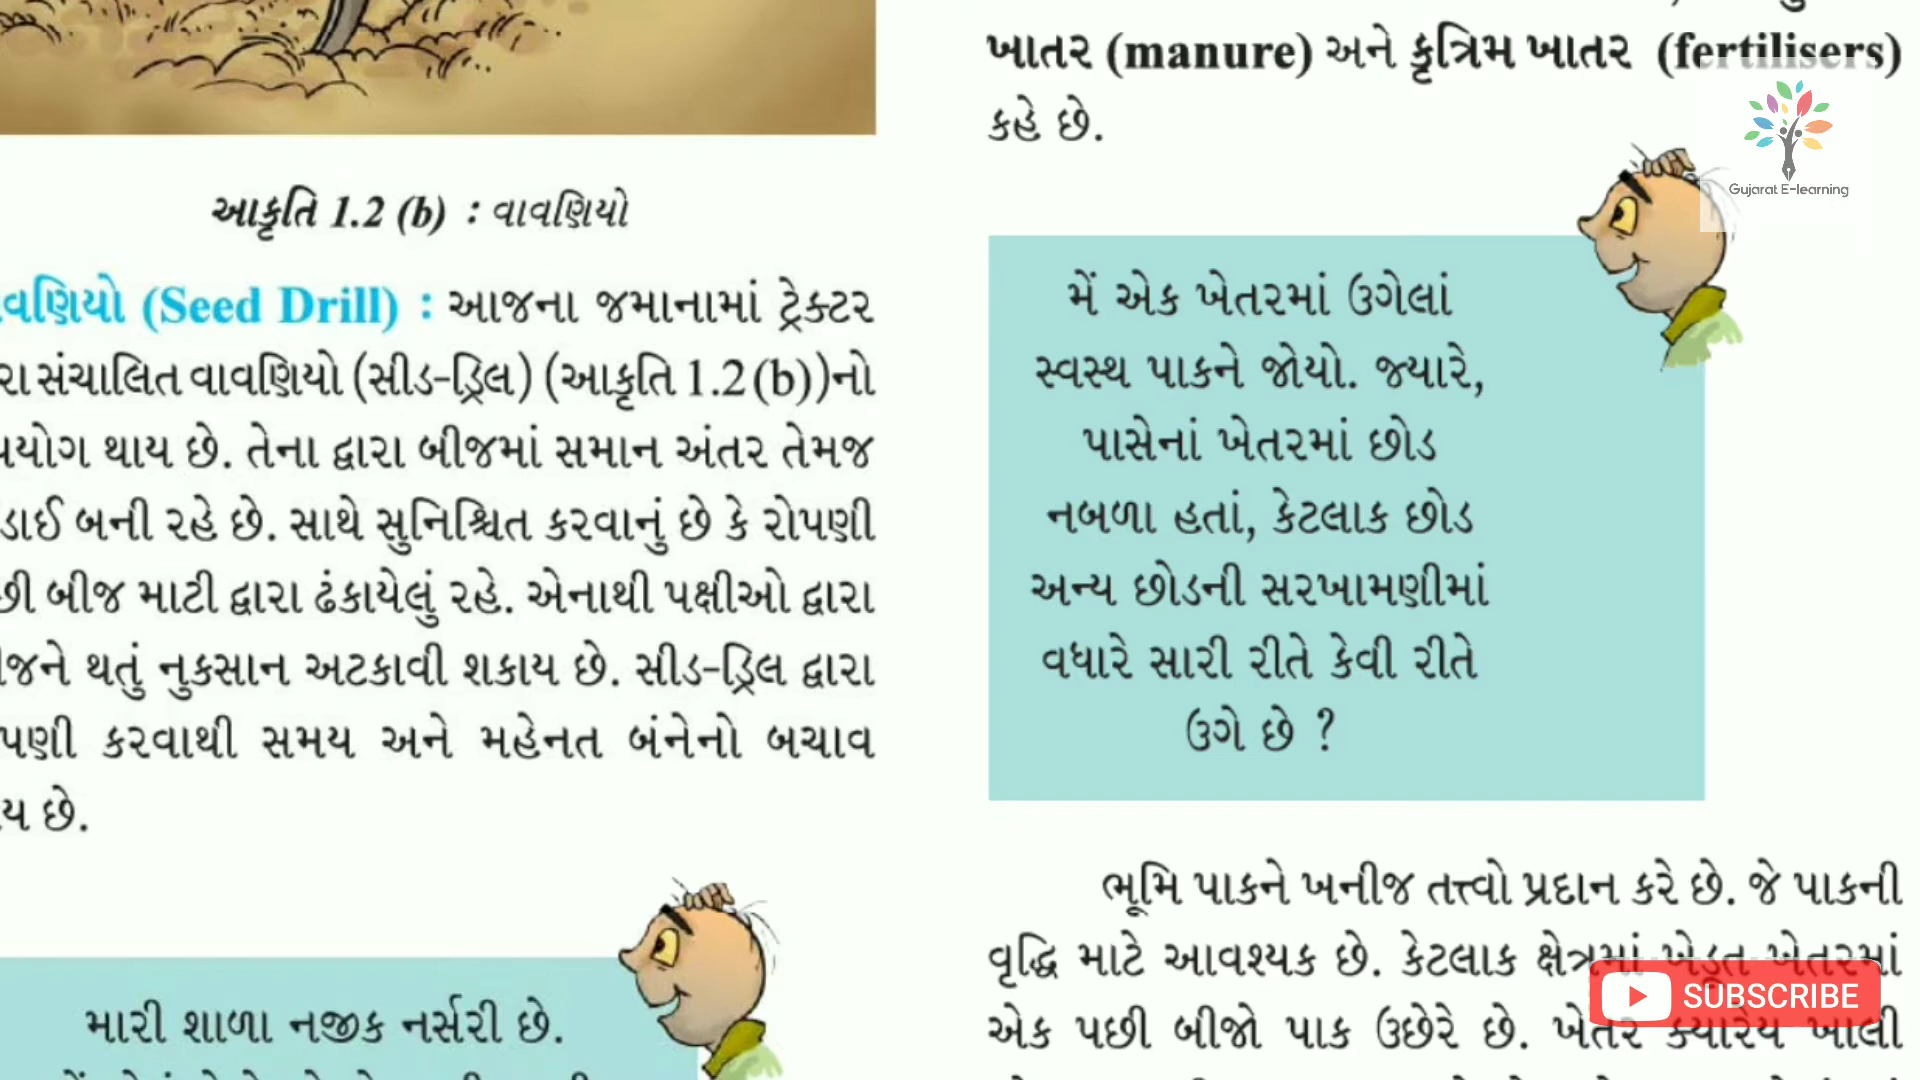 આકૃતિ 1.2 (b) : વાવણિયો
વણિયો (Seed Drill) : આજના જમાનામાં ટ્રેક્ટર
રા સંચાલિત વાવણિયો (સીડ-ડ્રિલ) (આકૃતિ 1.2 (b))નો
યોગ થાય છે. તેના દ્વારા બીજમાં સમાન અંતર તેમજ
ડાઈ બની રહે છે. સાથે સુનિશ્ચિત કરવાનું છે કે રોપણી
છી બીજ માટી દ્વારા ઢંકાયેલું રહે. એનાથી પક્ષીઓ દ્વારા
જને થતું નુકસાન અટકાવી શકાય છે. સીડ-ડ્રિલ દ્વારા
પણી કરવાથી સમય અને મહેનત બંનેનો બચાવ
ય છે.
મારી શાળા નજીક નર્સરી છે.
ખાતર (manure) અને કૃત્રિમ ખાતર (fertilisers)
કહે છે.
Gujarat E-learning
મેં એક ખેતરમાં ઉગેલાં
સ્વસ્થ પાકને જોયો. જ્યારે,
પાસેનાં ખેતરમાં છોડ
નબળા હતાં, કેટલાક છોડ
અન્ય છોડની સરખામણીમાં
વધારે સારી રીતે કેવી રીતે
ઉગે છે ?
ભૂમિ પાકને ખનીજ તત્ત્વો પ્રદાન કરે છે. જે પાકની
વૃદ્ધિ માટે આવશ્યક છે. કેટલાક ક્ષેત્રમાં ખેડૂત ખેતરમાં
એક પછી બીજો પાક ઉછેરે છે. ખેતર ક્યારેય ખાલી
SUBSCRIBE